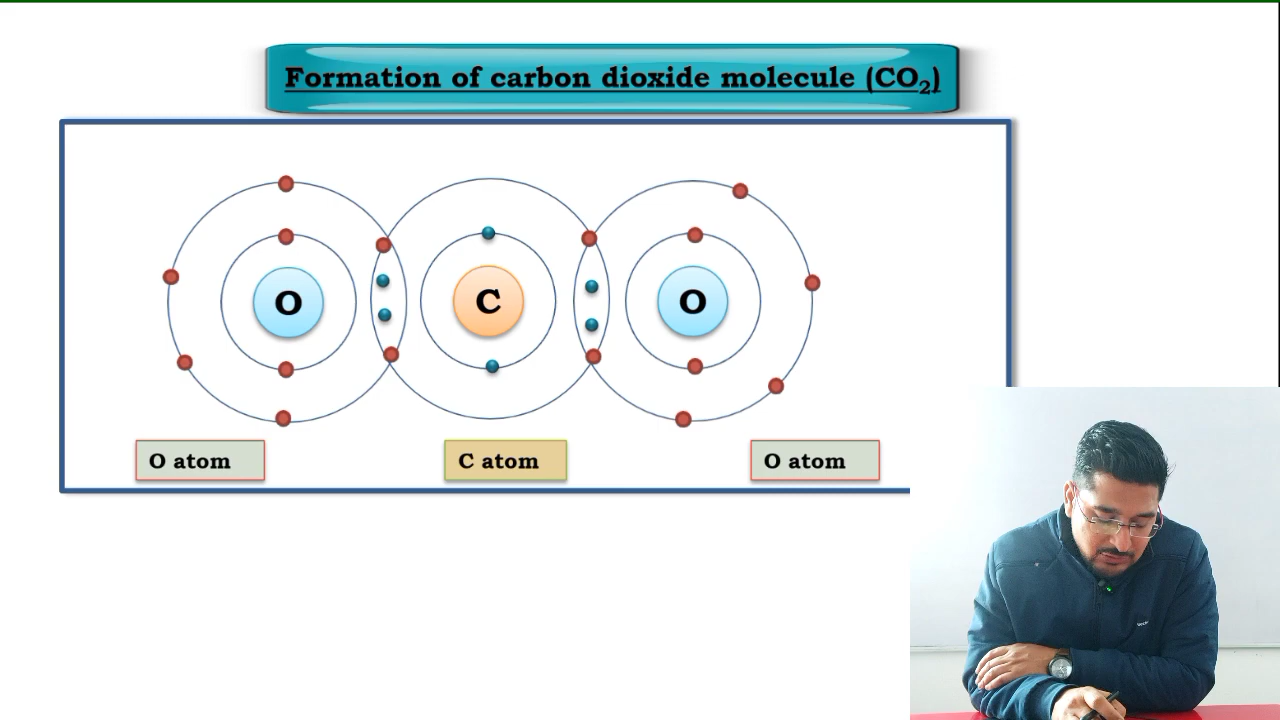 Formation of carbon dioxide molecule (CO₂)
O
C
O
O atom
C atom
O atom